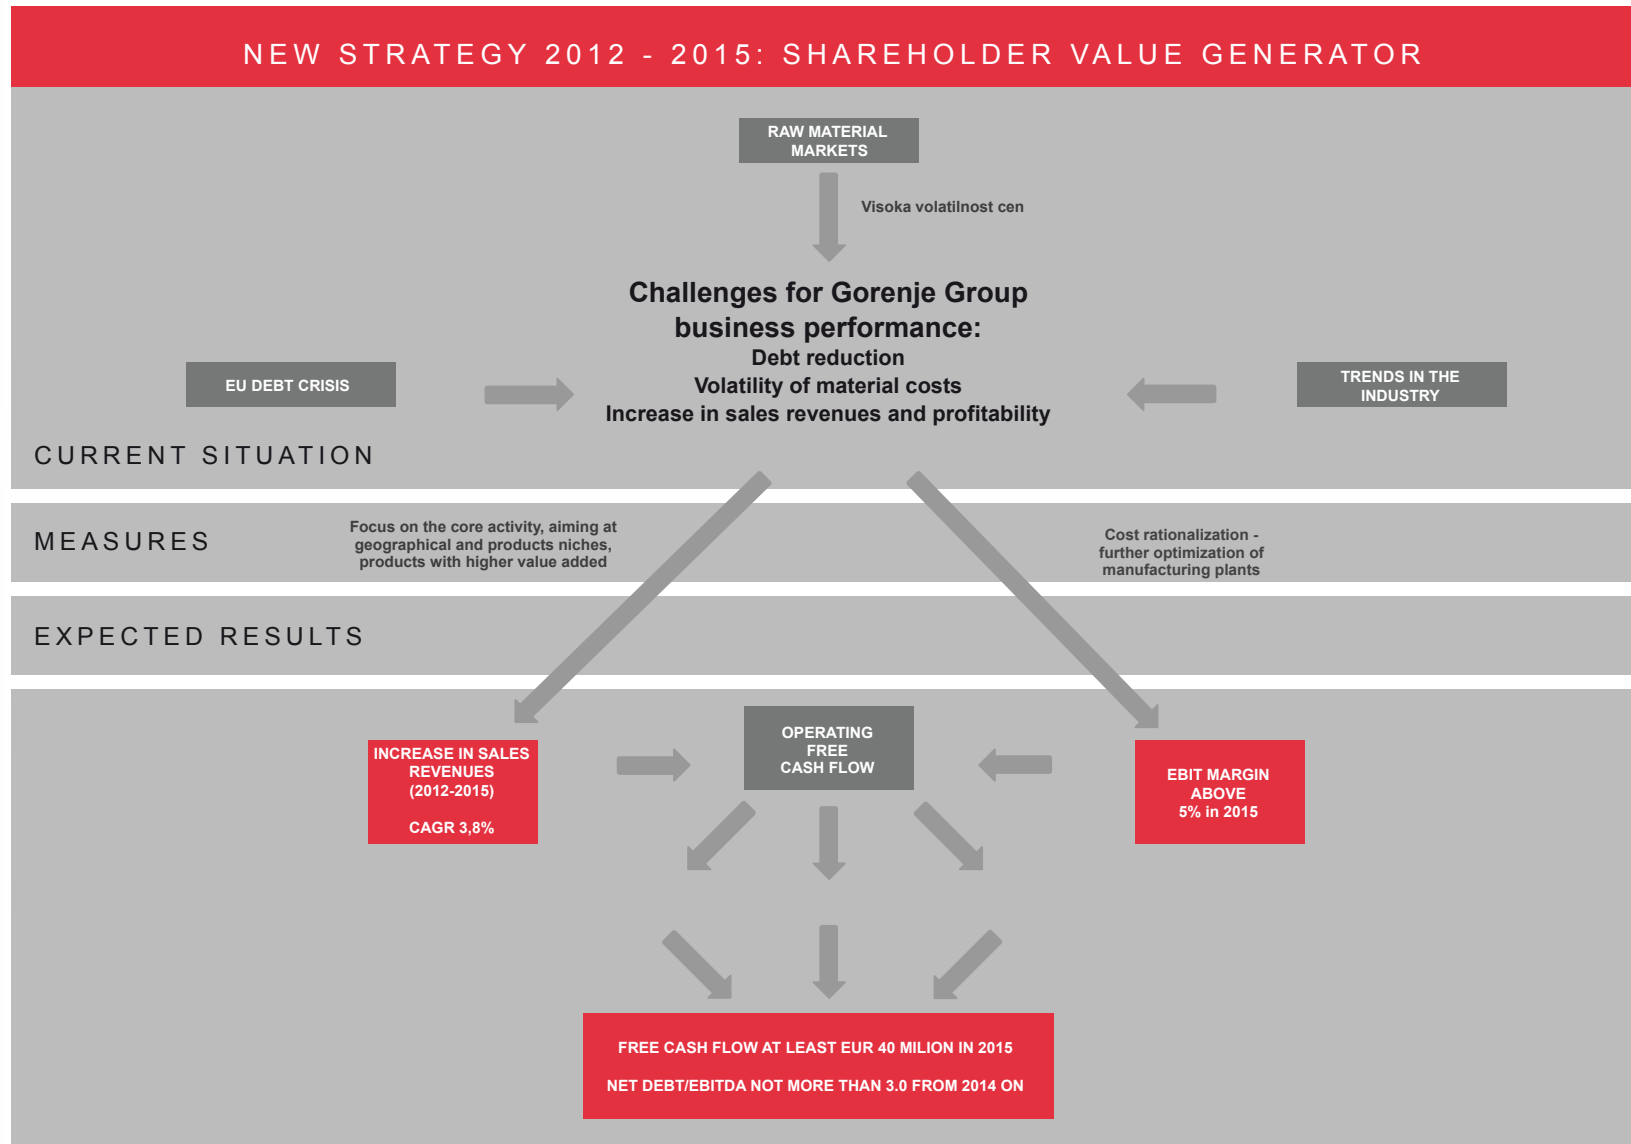 NEW STRATEGY 2012 - 2015: SHAREHOLDER VALUE GENERATOR
RAW MATERIAL
MARKETS
Visoka volatilnost cen
Challenges for Gorenje Group
business performance:
Debt reduction
Volatility of material costs
Increase in sales revenues and profitability
EU DEBT CRISIS
TRENDS IN THE
INDUSTRY
CURRENT SITUATION
MEASURES
Focus on the core activity, aiming at
geographical and products niches,
products with higher value added
Cost rationalization -
further optimization of
manufacturing plants
EXPECTED RESULTS
INCREASE IN SALES
REVENUES
(2012-2015)
CAGR 3,8%
OPERATING
FREE
CASH FLOW
EBIT MARGIN
ABOVE
5% in 2015
FREE CASH FLOW AT LEAST EUR 40 MILION IN 2015
NET DEBT/EBITDA NOT MORE THAN 3.0 FROM 2014 ON